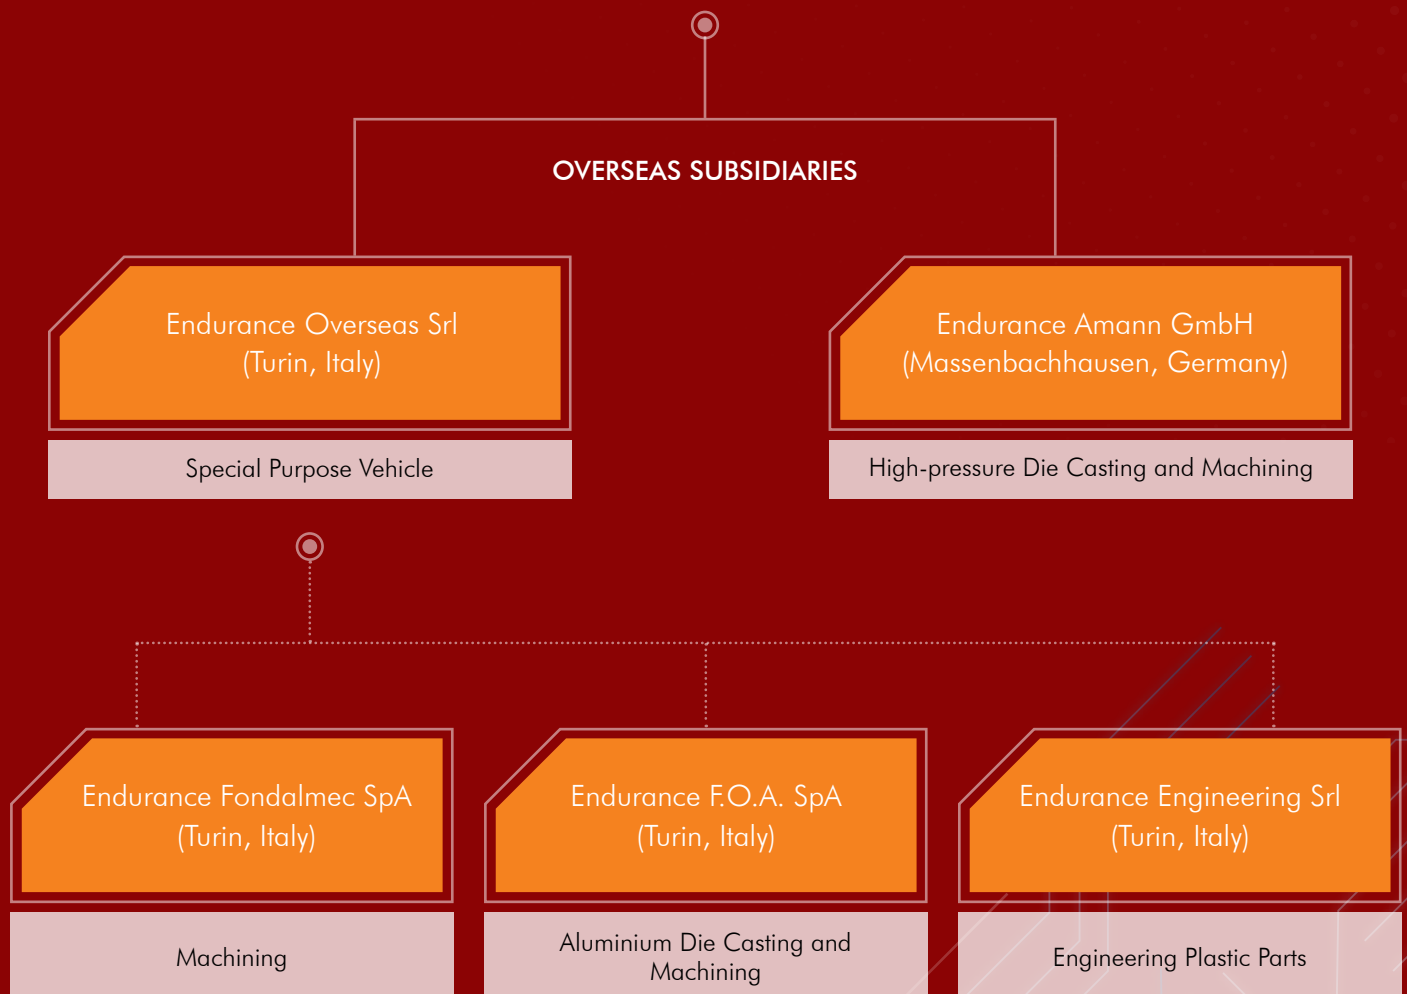 OVERSEAS SUBSIDIARIES
Endurance Overseas Srl
(Turin, Italy)
Special Purpose Vehicle
Endurance Amann GmbH
(Massenbachhausen, Germany)
High-pressure Die Casting and Machining
Endurance Fondalmec SpA
(Turin, Italy)
Machining
Endurance F.O.A. SpA
(Turin, Italy)
Aluminium Die Casting and
Machining
Endurance Engineering Srl
(Turin, Italy)
Engineering Plastic Parts